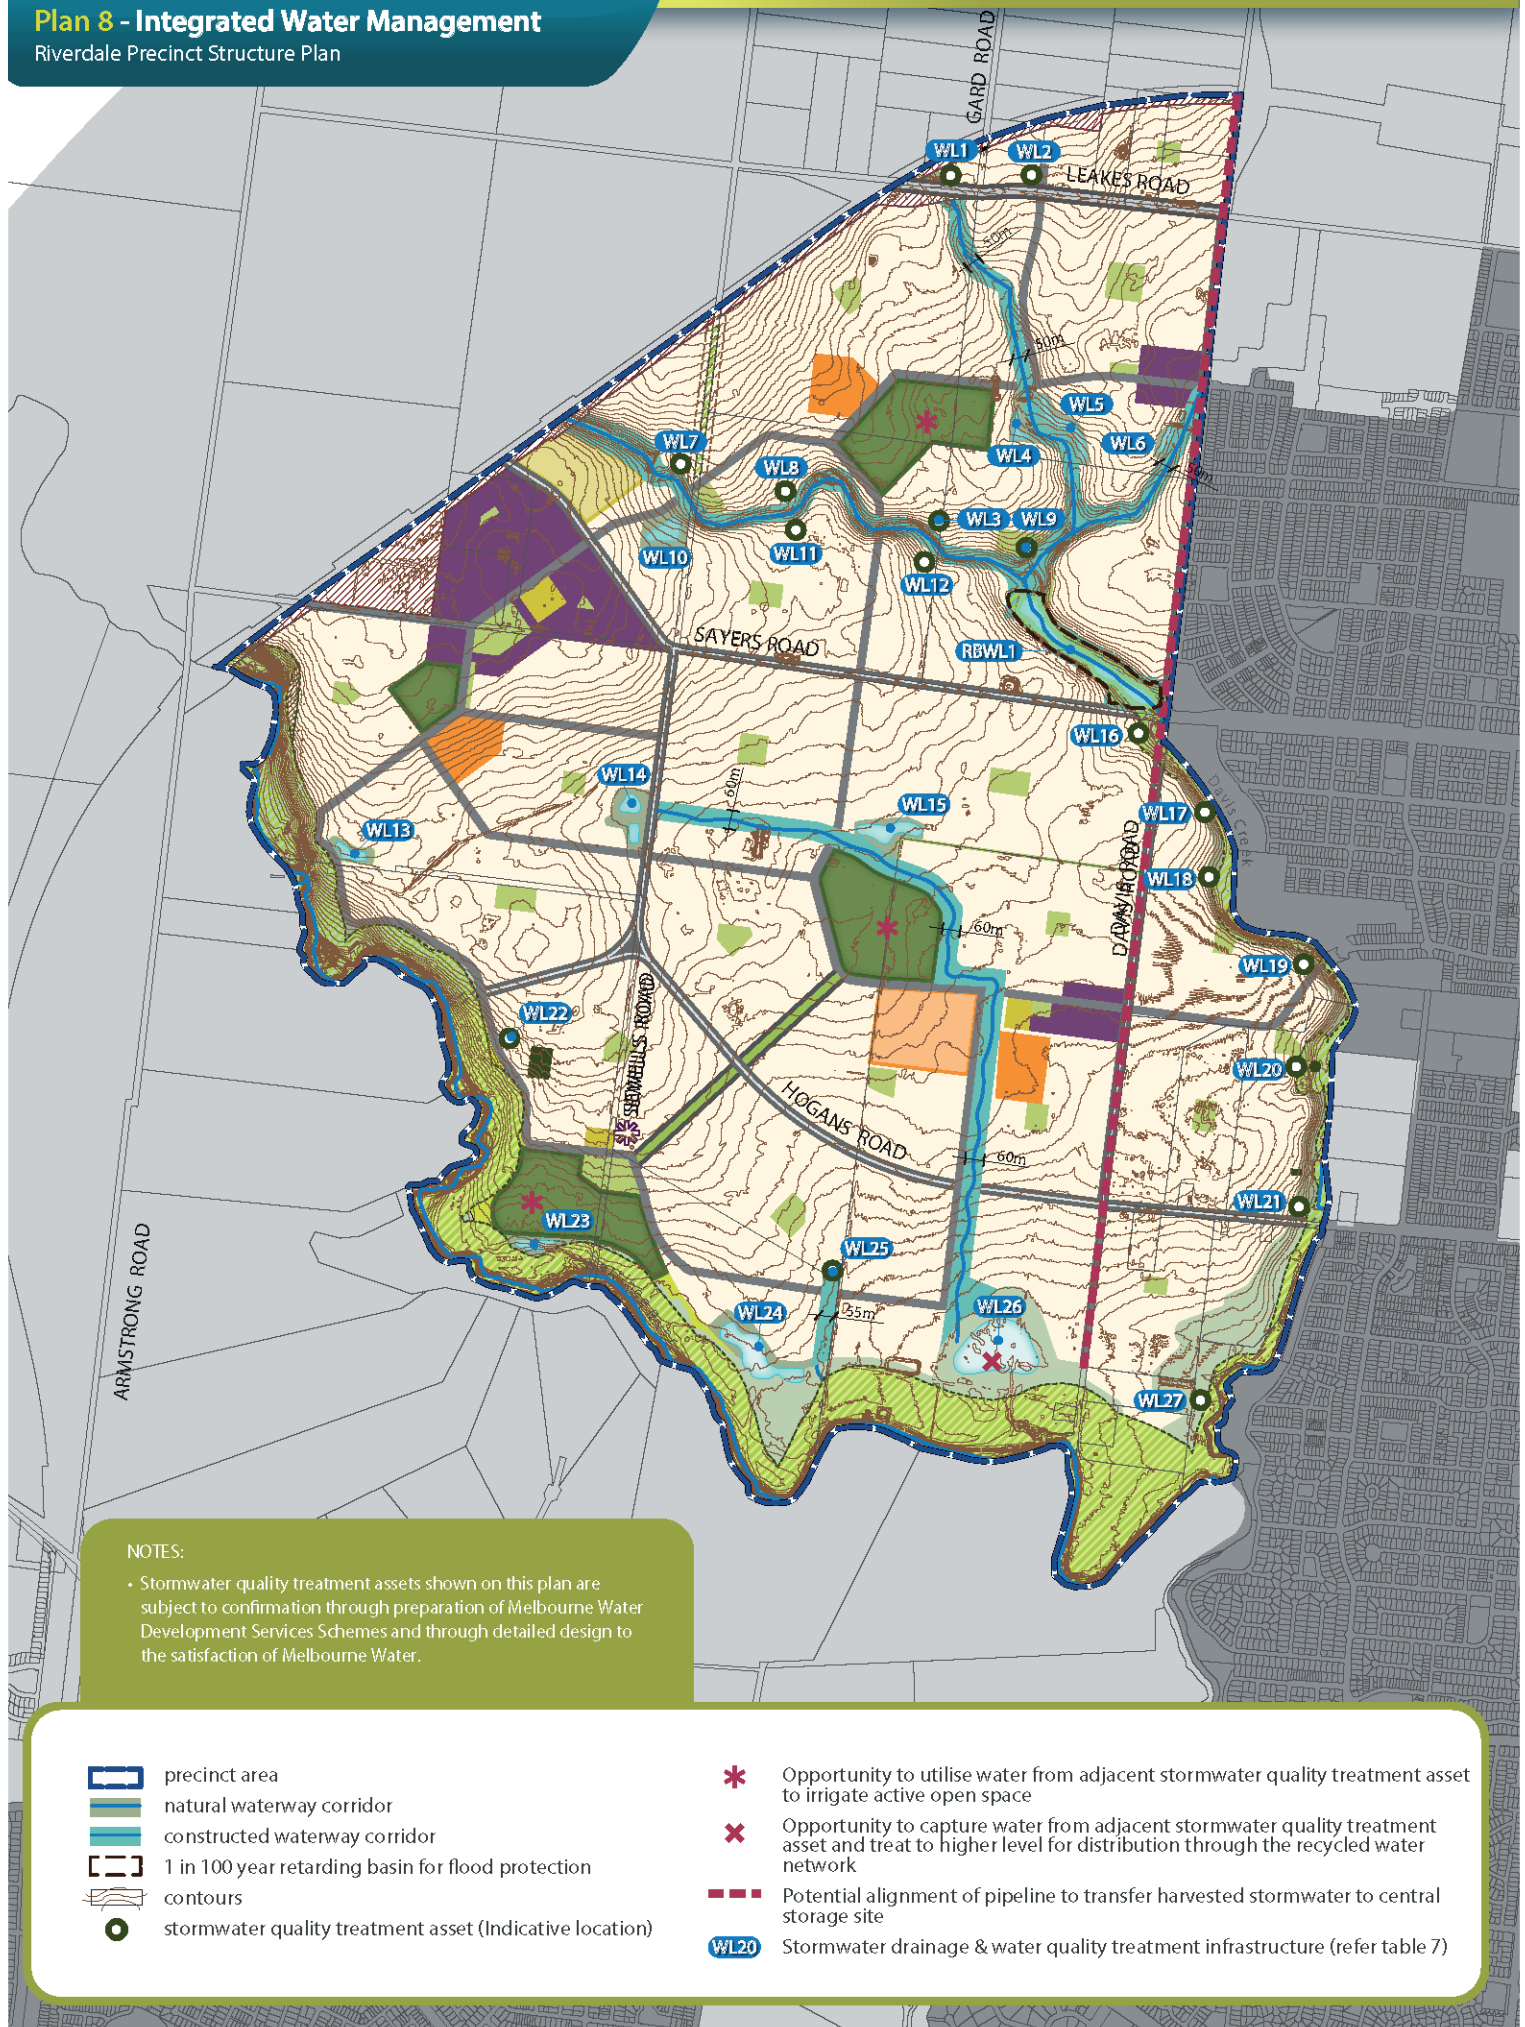 Plan 8 - Integrated Water Management
Riverdale Precinct Structure Plan
GARD ROAD
WL1
WL2
LEAKES ROAD
50m
50m
WL5
WL7
WL6
WL4
WL8
50m
WL3
WL9
WL11
WL10
WL12
SAYERS ROAD
RBWL1
WL16
WL14
60m
WL15
Davis Creek
WL17
WL13
DAVIS ROAD
WL18
60m
WL19
WL22
SEWELLS ROAD
WL20
HOGANS ROAD
60m
WL21
WL23
WL25
ARMSTRONG ROAD
WL24
55m
WL26
WL27
NOTES:
• Stormwater quality treatment assets shown on this plan are
subject to confirmation through preparation of Melbourne Water
Development Services Schemes and through detailed design to
the satisfaction of Melbourne Water.
precinct area
natural waterway corridor
constructed waterway corridor
1 in 100 year retarding basin for flood protection
contours
stormwater quality treatment asset (Indicative location)
Opportunity to utilise water from adjacent stormwater quality treatment asset
to irrigate active open space
Opportunity to capture water from adjacent stormwater quality treatment
asset and treat to higher level for distribution through the recycled water
network
Potential alignment of pipeline to transfer harvested stormwater to central
storage site
WL20
Stormwater drainage & water quality treatment infrastructure (refer table 7)